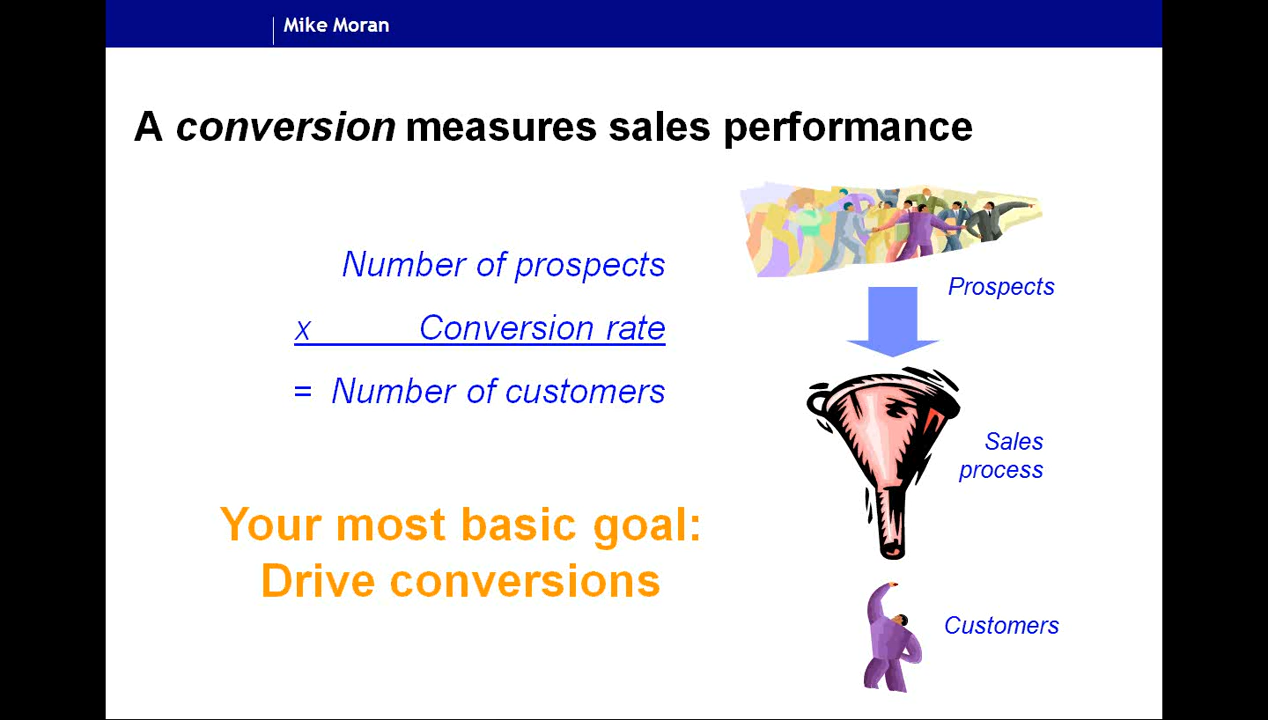 Mike Moran
A conversion measures sales performance
Number of prospects
x Conversion rate
= Number of customers
Your most basic goal:
Drive conversions
Prospects
Sales
process
Customers